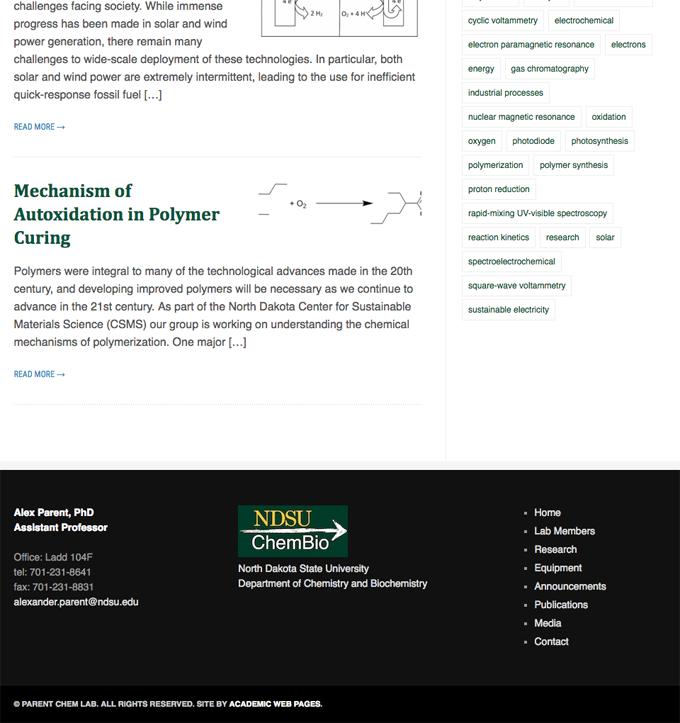 challenges facing society. While immense
progress has been made in solar and wind
power generation, there remain many
challenges to wide-scale deployment of these technologies. In particular, both
solar and wind power are extremely intermittent, leading to the use for inefficient
quick-response fossil fuel […]
4 e
2 H₂
O₂ + 4 H⁺
4 e
READ MORE →
Mechanism of
Autoxidation in Polymer
Curing
+ O₂
Polymers were integral to many of the technological advances made in the 20th
century, and developing improved polymers will be necessary as we continue to
advance in the 21st century. As part of the North Dakota Center for Sustainable
Materials Science (CSMS) our group is working on understanding the chemical
mechanisms of polymerization. One major […]
READ MORE →
cyclic voltammetry electrochemical
electron paramagnetic resonance electrons
energy gas chromatography
industrial processes
nuclear magnetic resonance oxidation
oxygen photodiode photosynthesis
polymerization polymer synthesis
proton reduction
rapid-mixing UV-visible spectroscopy
reaction kinetics research solar
spectroelectrochemical
square-wave voltammetry
sustainable electricity
Alex Parent, PhD
Assistant Professor
Office: Ladd 104F
tel: 701-231-8641
fax: 701-231-8831
alexander.parent@ndsu.edu
NDSU
ChemBio
North Dakota State University
Department of Chemistry and Biochemistry
Home
Lab Members
Research
Equipment
Announcements
Publications
Media
Contact
© PARENT CHEM LAB. ALL RIGHTS RESERVED. SITE BY ACADEMIC WEB PAGES.